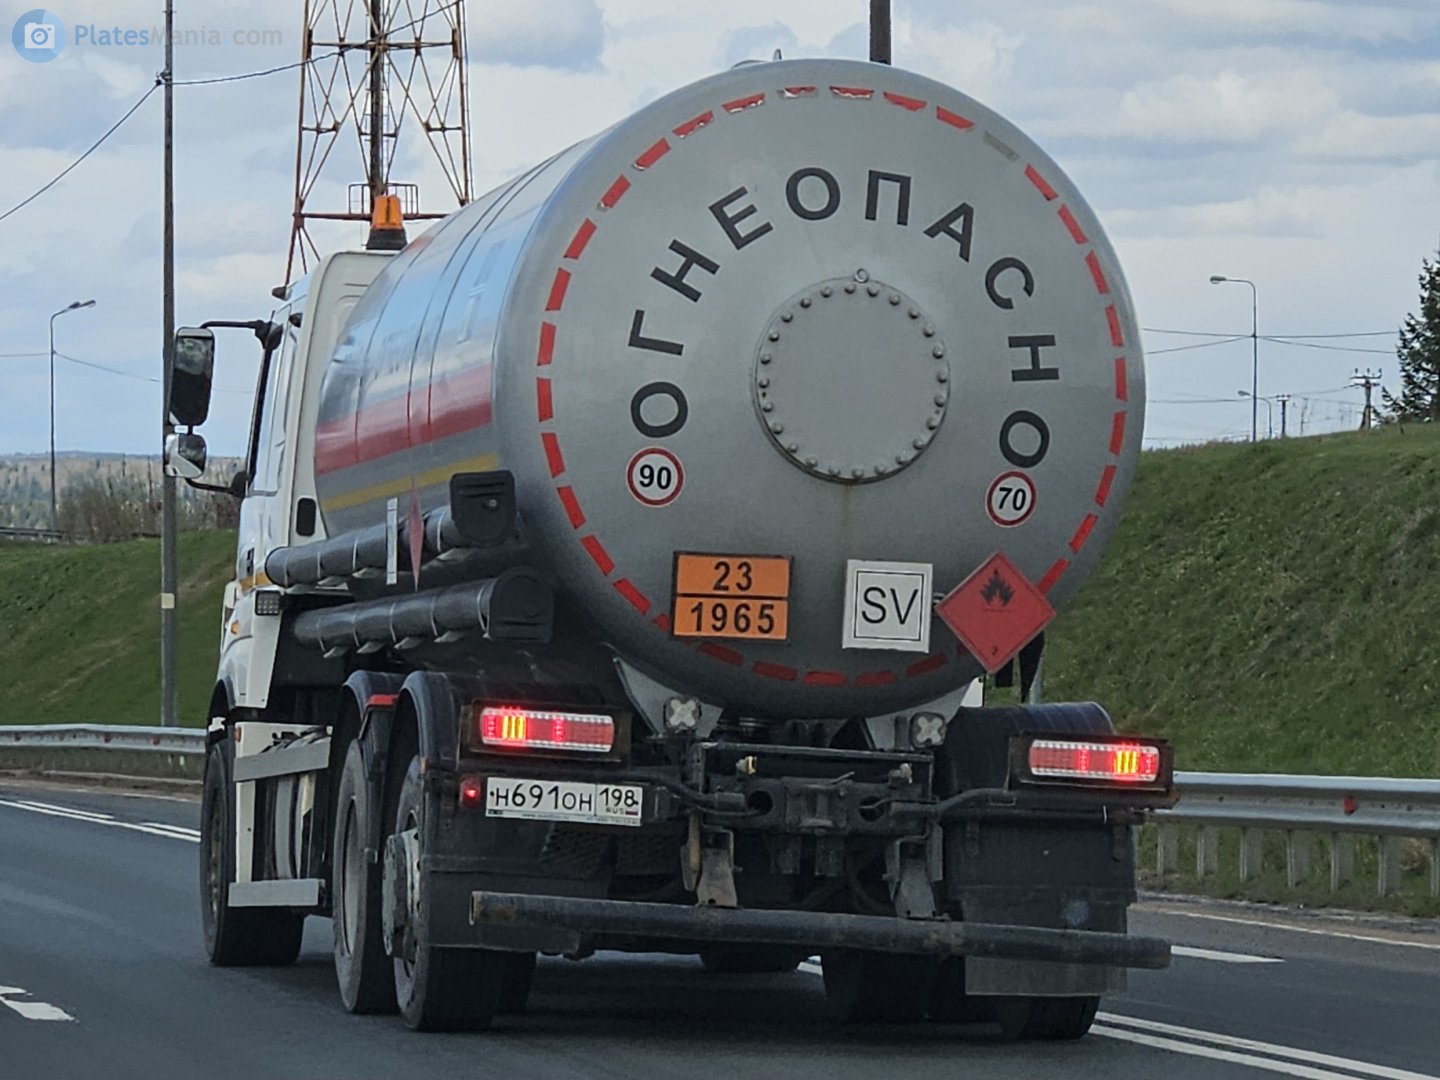 PlatesMania.com
ОГНЕОПАСНО
90
70
23
1965
SV
Н691ОН 198
RUS